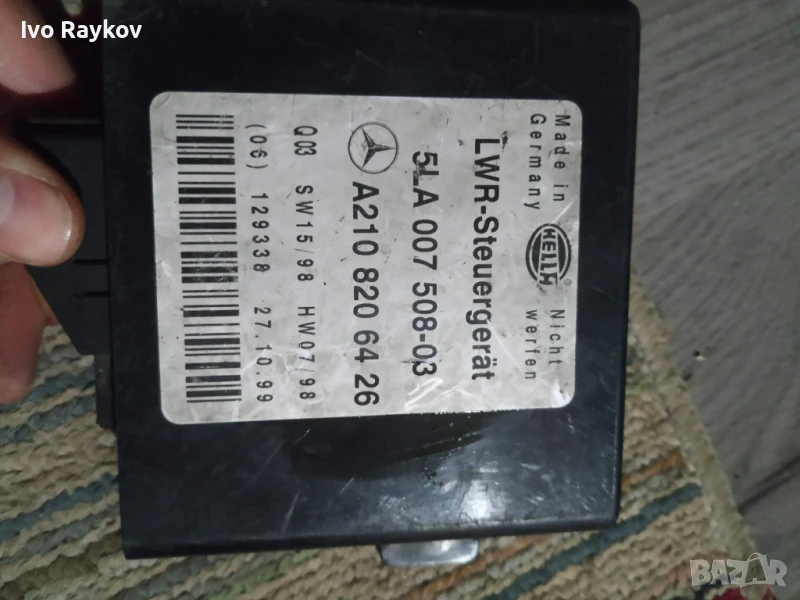 Ivo Raykov
Made in
Germany
HELLA
®
Nicht
werfen
LWR-Steuergerät
5LA 007 508-03
A210 820 64 26
Q03 SW15/98 HW07/98
(06) 129338 27.10.99
BAZAR